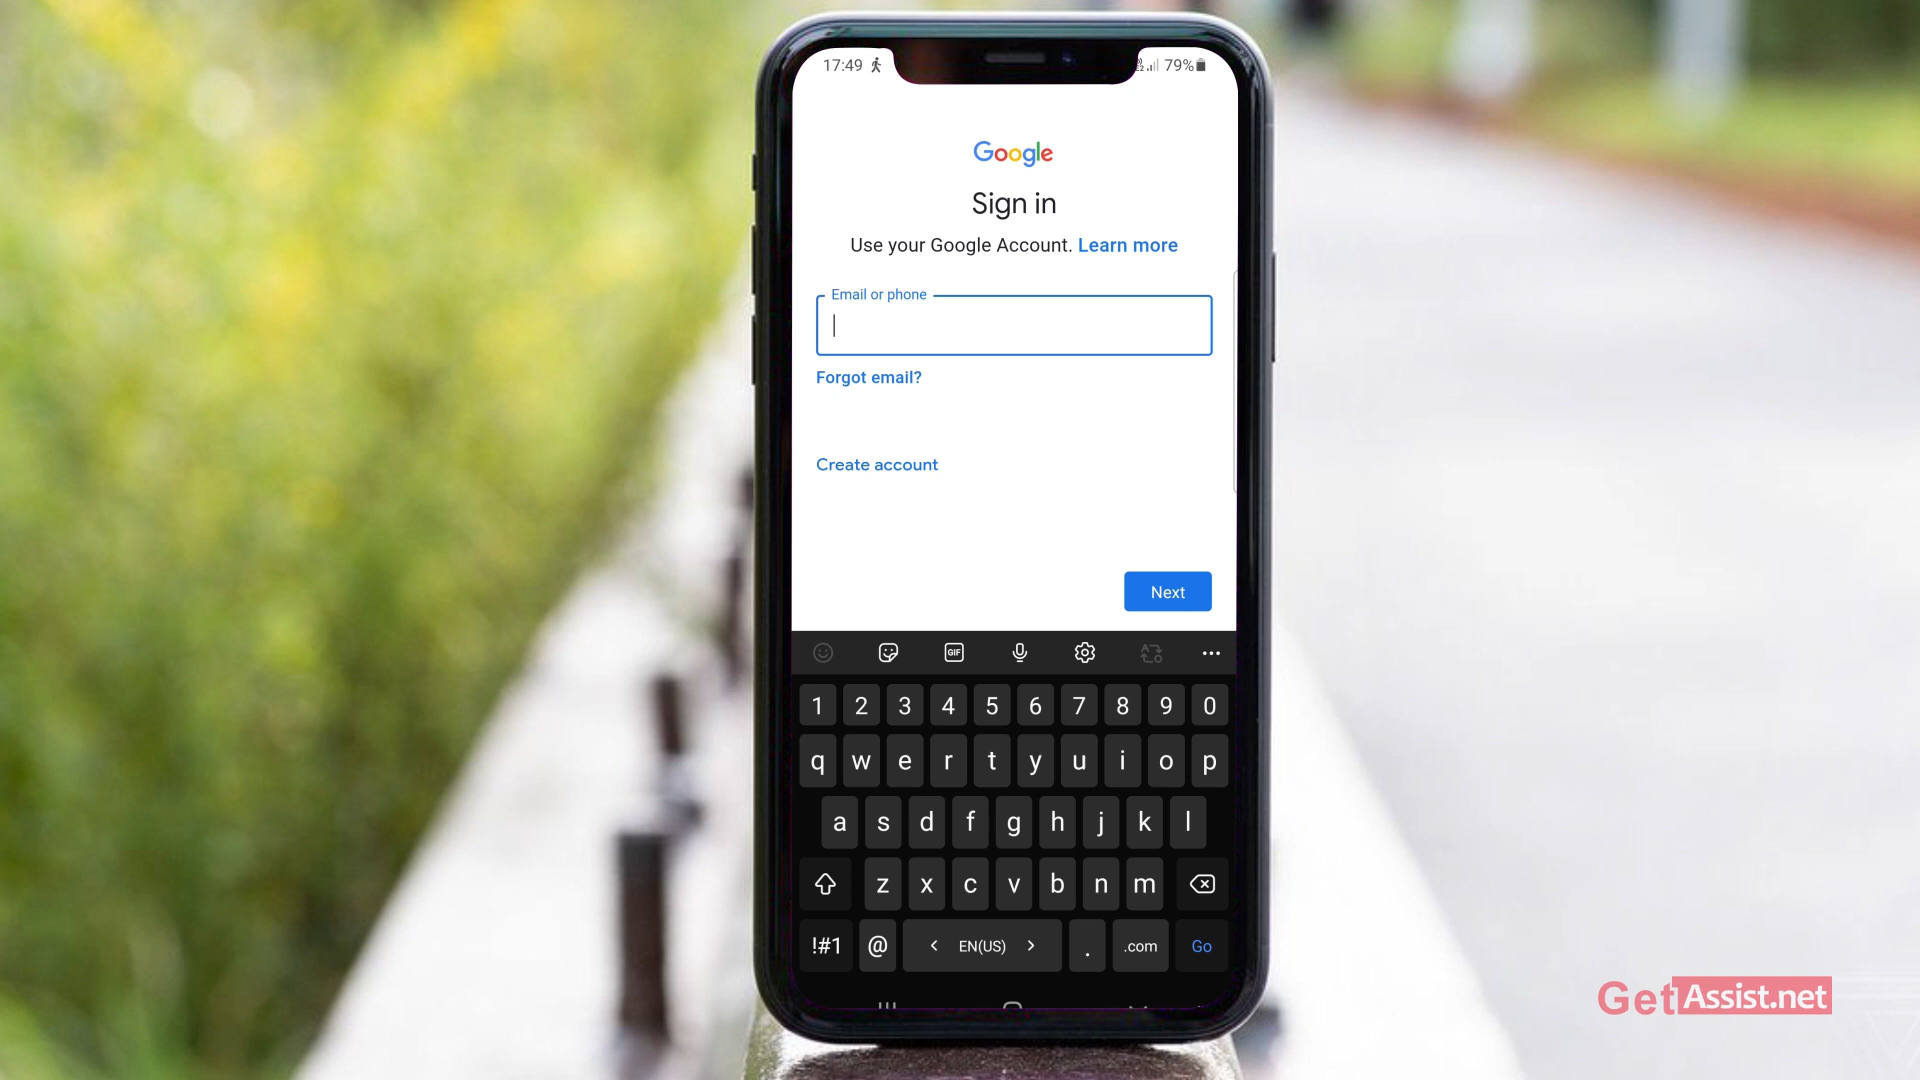 17:49 79%
Google
Sign in
Use your Google Account. Learn more
Email or phone
Forgot email?
Create account
Next
GIF
1 2 3 4 5 6 7 8 9 0
q w e r t y u i o p
a s d f g h j k l
z x c v b n m
!#1 @ < EN(US) > . .com Go
GetAssist.net